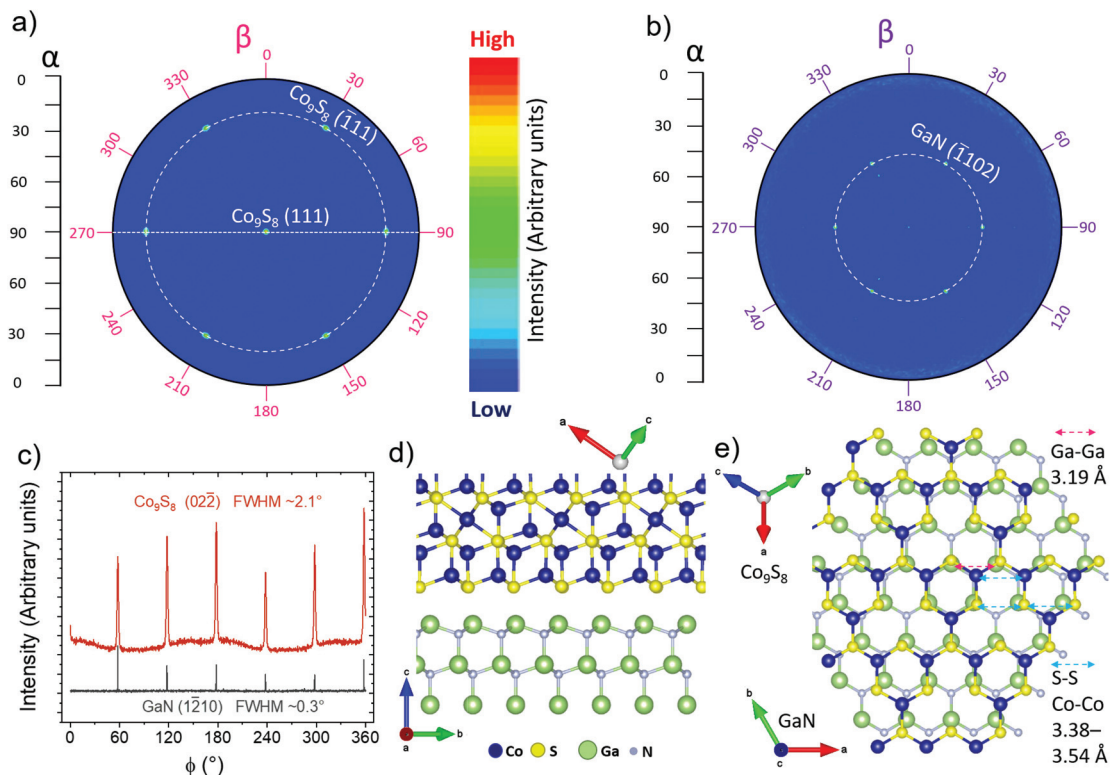 a)
β
α
0
30
60
90
120
150
180
210
240
270
300
330
0
30
60
90
60
30
0
Co₉S₈ (1̅11)
Co₉S₈ (111)
High
Intensity (Arbitrary units)
Low
b)
β
α
0
30
60
90
120
150
180
210
240
270
300
330
0
30
60
90
60
30
0
GaN (1̅102)
c)
Intensity (Arbitrary units)
Co₉S₈ (022̅) FWHM ~2.1°
GaN (12̅10) FWHM ~0.3°
0 60 120 180 240 300 360
ϕ (°)
d)
a
c
c
a
b
Co S Ga N
e)
c
b
a
Co₉S₈
Ga-Ga
3.19 Å
S-S
Co-Co
3.38–
3.54 Å
b
GaN
c
a